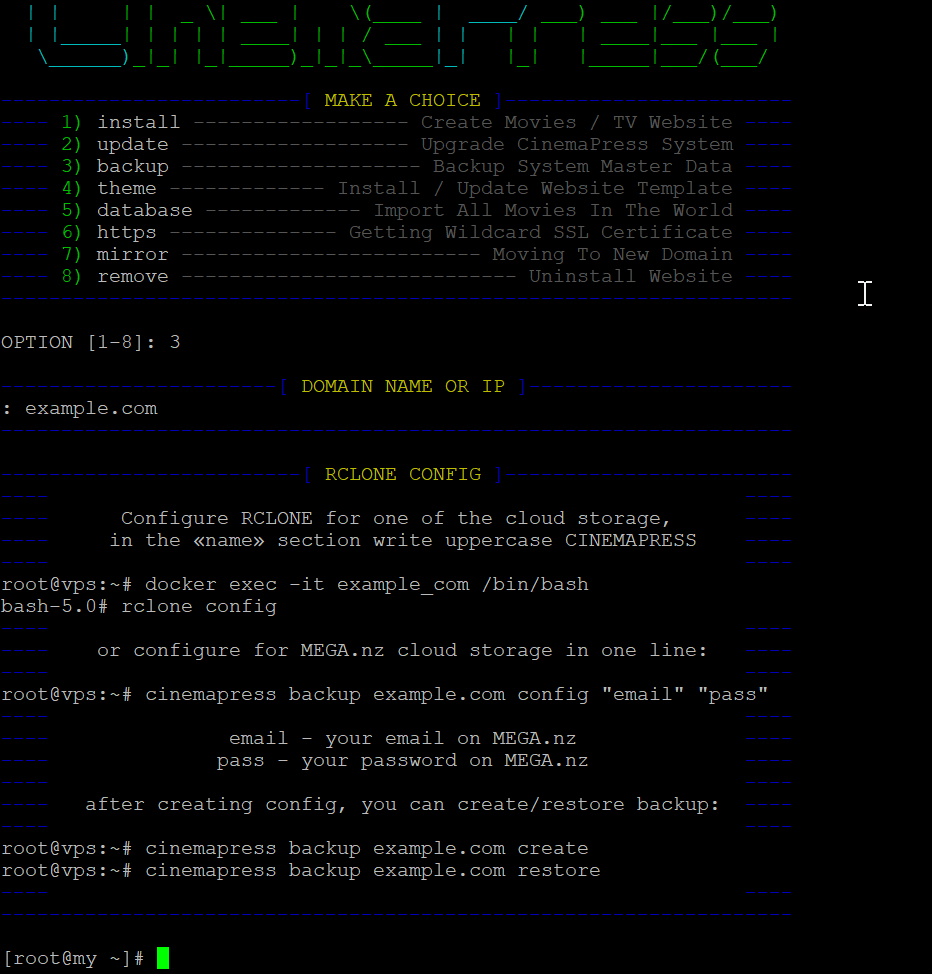 [ MAKE A CHOICE ]
---- 1) install ------------------ Create Movies / TV Website ----
---- 2) update ------------------- Upgrade CinemaPress System ----
---- 3) backup -------------------- Backup System Master Data ----
---- 4) theme ------------- Install / Update Website Template ----
---- 5) database ------------- Import All Movies In The World ----
---- 6) https -------------- Getting Wildcard SSL Certificate ----
---- 7) mirror ------------------------- Moving To New Domain ----
---- 8) remove ---------------------------- Uninstall Website ----
OPTION [1-8]: 3
[ DOMAIN NAME OR IP ]
: example.com
[ RCLONE CONFIG ]
Configure RCLONE for one of the cloud storage,
in the «name» section write uppercase CINEMAPRESS
root@vps:~# docker exec -it example_com /bin/bash
bash-5.0# rclone config
or configure for MEGA.nz cloud storage in one line:
root@vps:~# cinemapress backup example.com config "email" "pass"
email - your email on MEGA.nz
pass - your password on MEGA.nz
after creating config, you can create/restore backup:
root@vps:~# cinemapress backup example.com create
root@vps:~# cinemapress backup example.com restore
[root@my ~]#